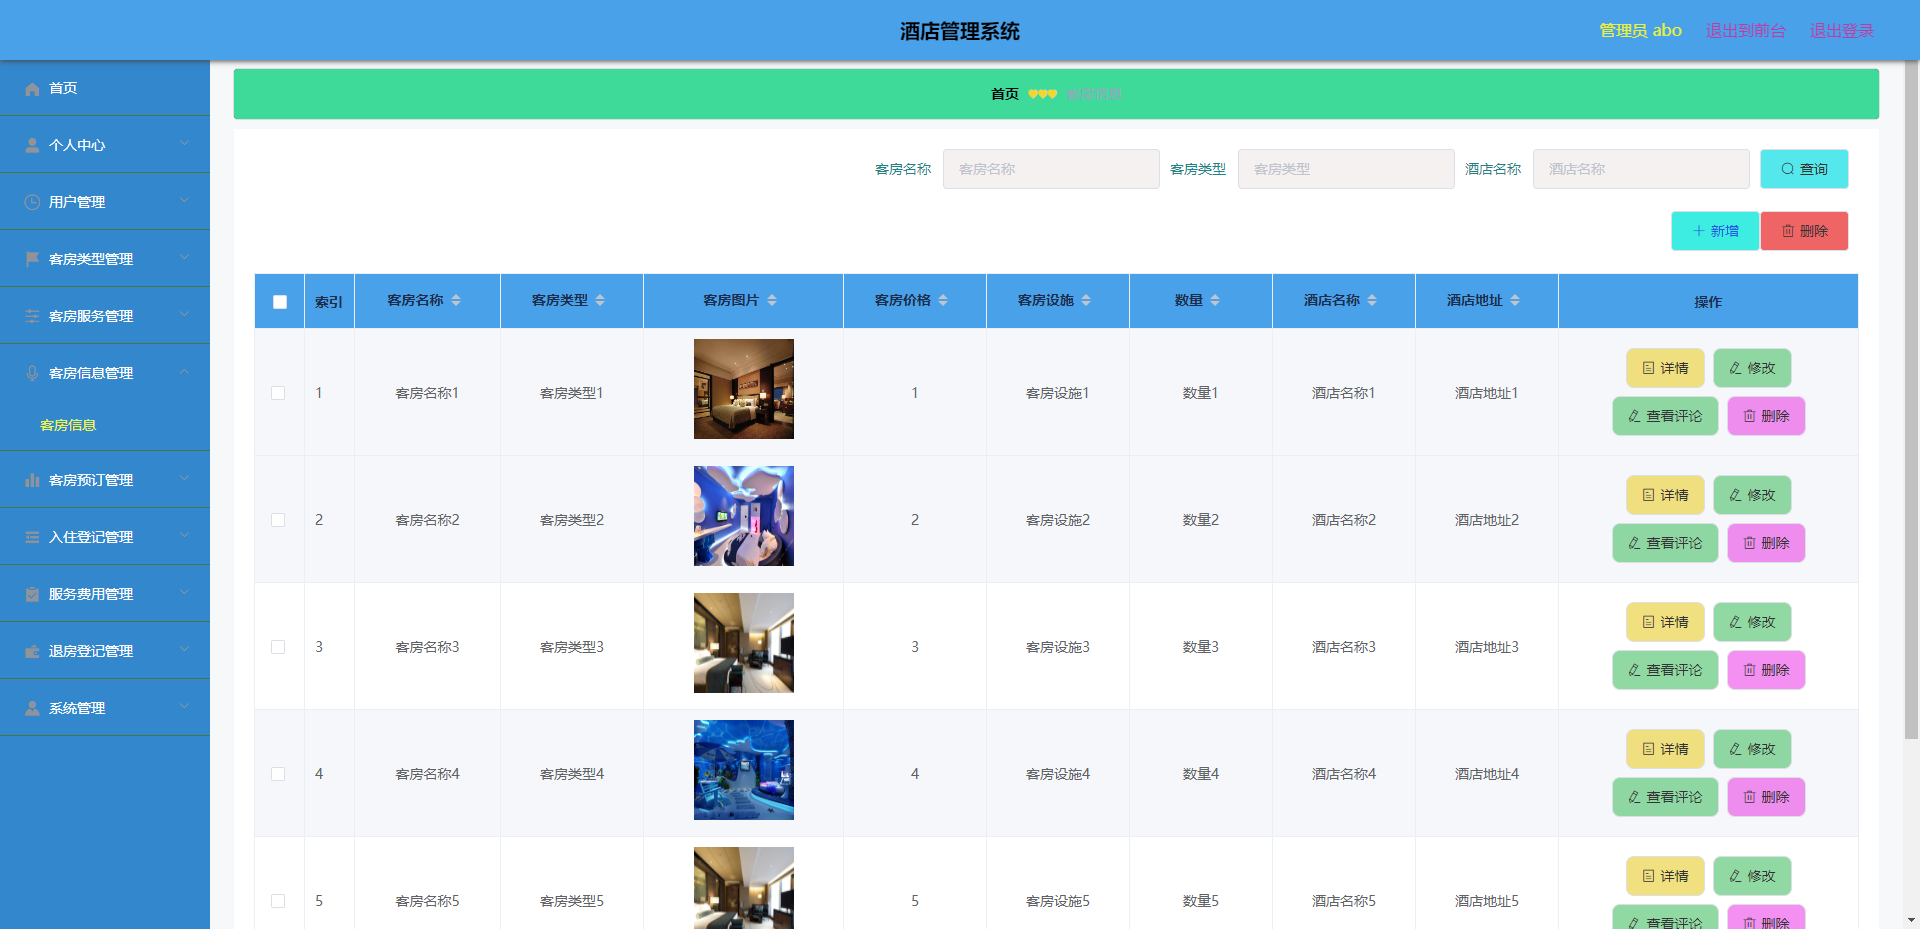 酒店管理系统
管理员 abo 退出到前台 退出登录
首页
个人中心
用户管理
客房类型管理
客房服务管理
客房信息管理
客房信息
客房预订管理
入住登记管理
服务费用管理
退房登记管理
系统管理
首页 客房信息
客房名称 客房名称 客房类型 客房类型 酒店名称 酒店名称 查询
新增 删除
索引 客房名称 客房类型 客房图片 客房价格 客房设施 数量 酒店名称 酒店地址 操作
1 客房名称1 客房类型1 1 客房设施1 数量1 酒店名称1 酒店地址1 详情 修改
查看评论 删除
2 客房名称2 客房类型2 2 客房设施2 数量2 酒店名称2 酒店地址2 详情 修改
查看评论 删除
3 客房名称3 客房类型3 3 客房设施3 数量3 酒店名称3 酒店地址3 详情 修改
查看评论 删除
4 客房名称4 客房类型4 4 客房设施4 数量4 酒店名称4 酒店地址4 详情 修改
查看评论 删除
5 客房名称5 客房类型5 5 客房设施5 数量5 酒店名称5 酒店地址5 详情 修改
查看评论 删除